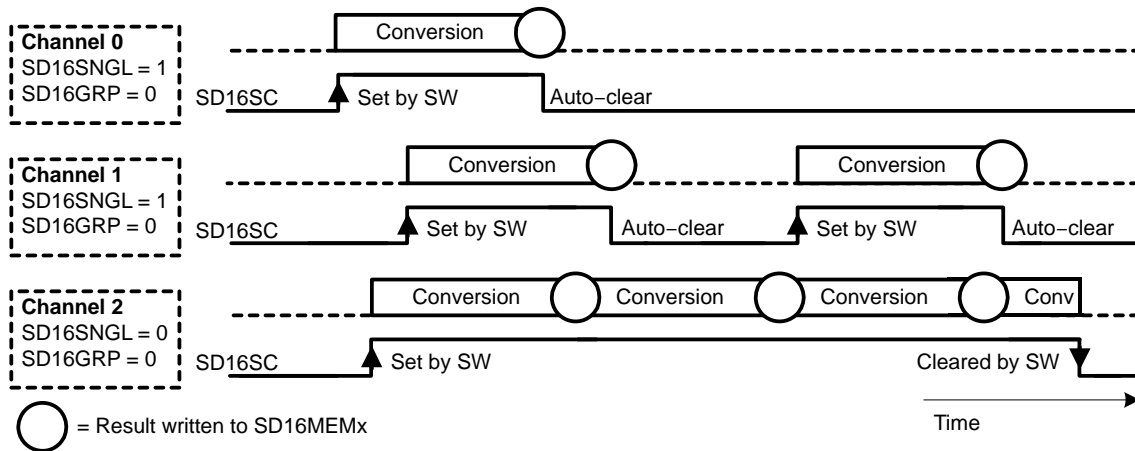 Channel 0
SD16SNGL = 1
SD16GRP = 0
Conversion
SD16SC
Set by SW
Auto−clear
Channel 1
SD16SNGL = 1
SD16GRP = 0
Conversion
Conversion
SD16SC
Set by SW
Auto−clear
Set by SW
Auto−clear
Channel 2
SD16SNGL = 0
SD16GRP = 0
Conversion
Conversion
Conversion
Conv
SD16SC
Set by SW
Cleared by SW
= Result written to SD16MEMx
Time